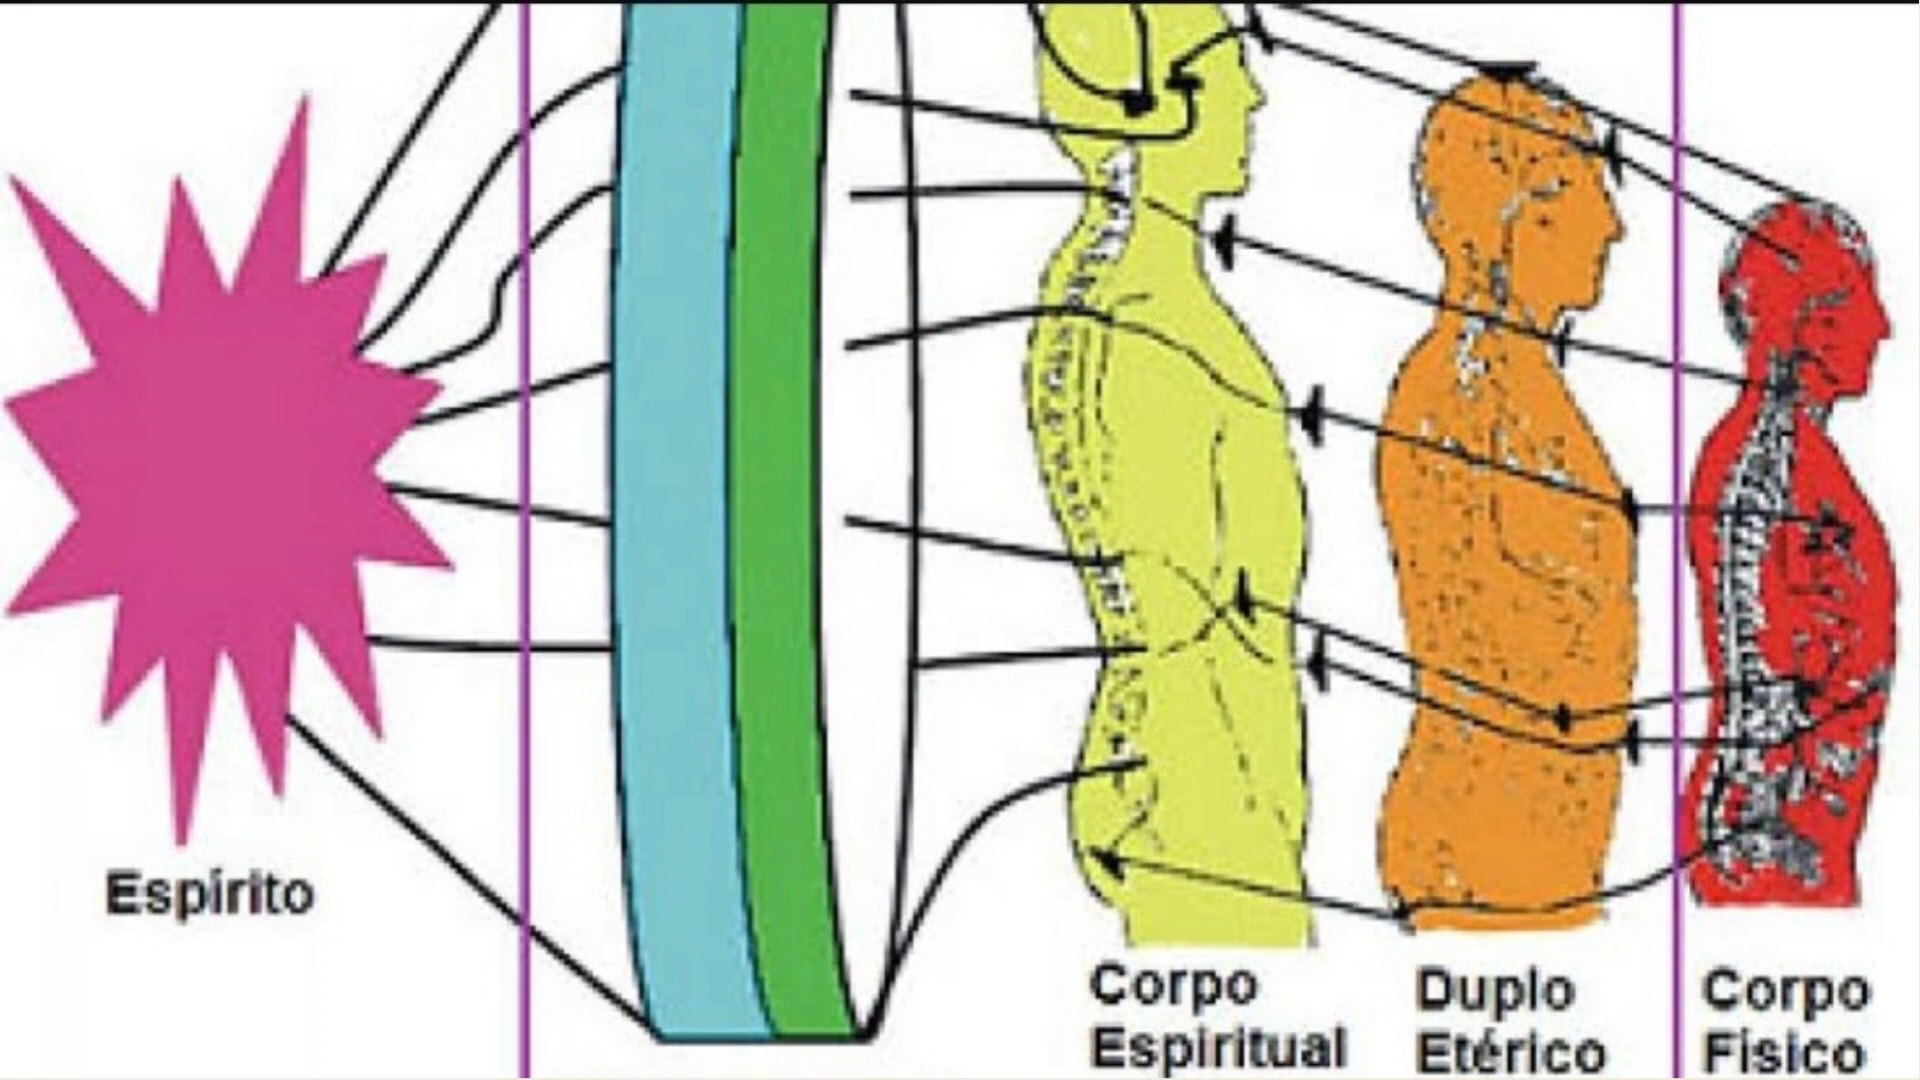 Espírito
Corpo
Espiritual
Duplo
Etérico
Corpo
Físico